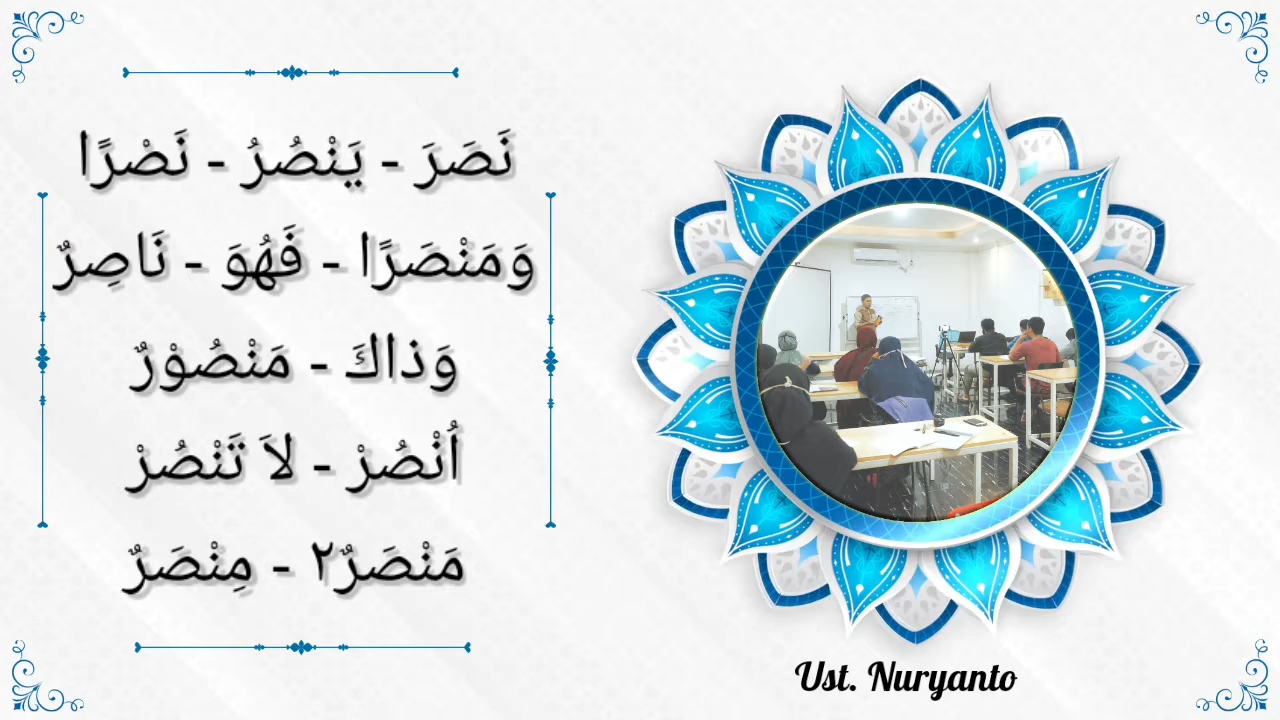 نَصَرَ - يَنْصُرُ - نَصْرًا
وَمَنْصَرًا - فَهُوَ - نَاصِرٌ
وَذاكَ - مَنْصُوْرٌ
اُنْصُرْ - لاَ تَنْصُرْ
مَنْصَرٌ٢ - مِنْصَرٌ
Ust. Nuryanto